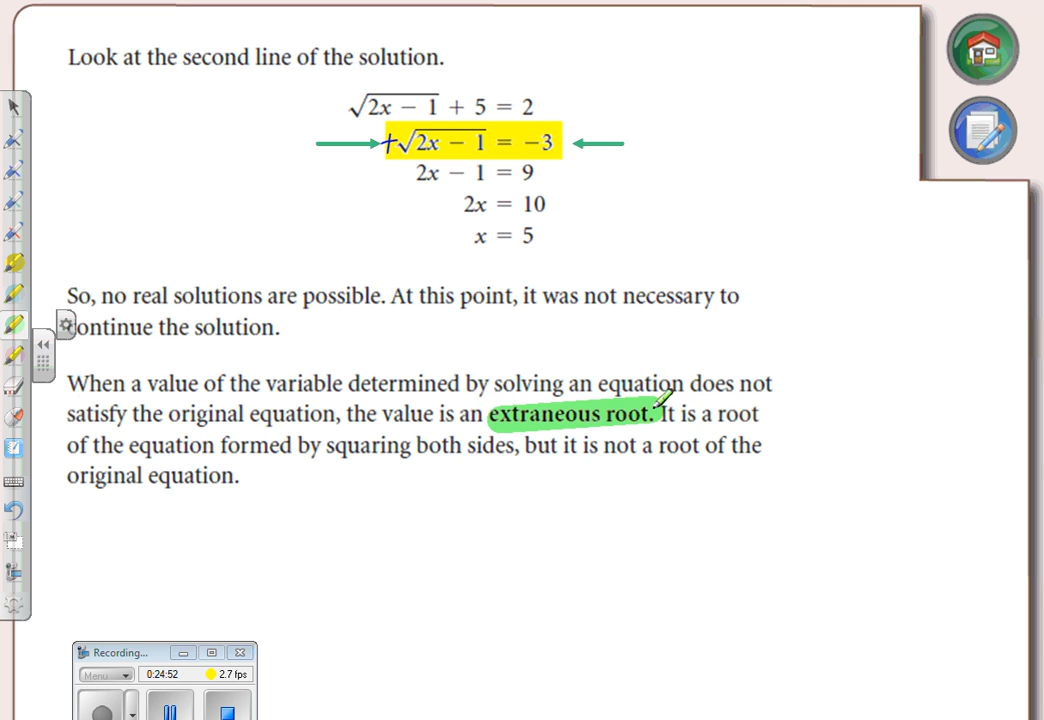 Look at the second line of the solution.
√2x − 1 + 5 = 2
+√2x − 1 = −3
2x − 1 = 9
2x = 10
x = 5
So, no real solutions are possible. At this point, it was not necessary to
ontinue the solution.
When a value of the variable determined by solving an equation does not
satisfy the original equation, the value is an extraneous root. It is a root
of the equation formed by squaring both sides, but it is not a root of the
original equation.
Recording...
Menu 0:24:52 2.7 fps